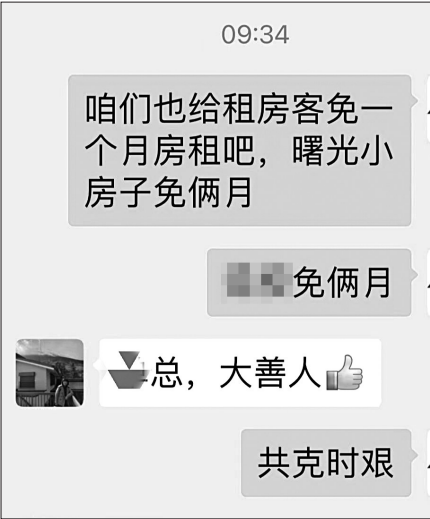 09:34
咱们也给租房客免一
个月房租吧，曙光小
房子免俩月
免俩月
总，大善人
共克时艰